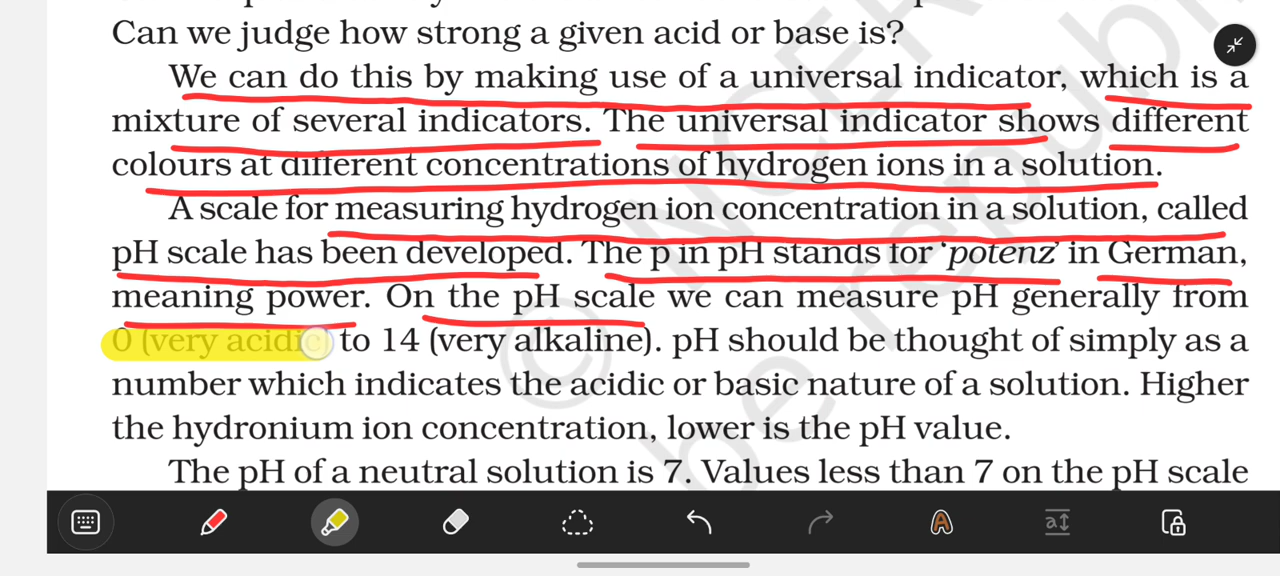 Can we judge how strong a given acid or base is?
We can do this by making use of a universal indicator, which is a
mixture of several indicators. The universal indicator shows different
colours at different concentrations of hydrogen ions in a solution.
A scale for measuring hydrogen ion concentration in a solution, called
pH scale has been developed. The p in pH stands for ‘potenz’ in German,
meaning power. On the pH scale we can measure pH generally from
0 (very acidic) to 14 (very alkaline). pH should be thought of simply as a
number which indicates the acidic or basic nature of a solution. Higher
the hydronium ion concentration, lower is the pH value.
The pH of a neutral solution is 7. Values less than 7 on the pH scale
© NCER
be republ
A
a